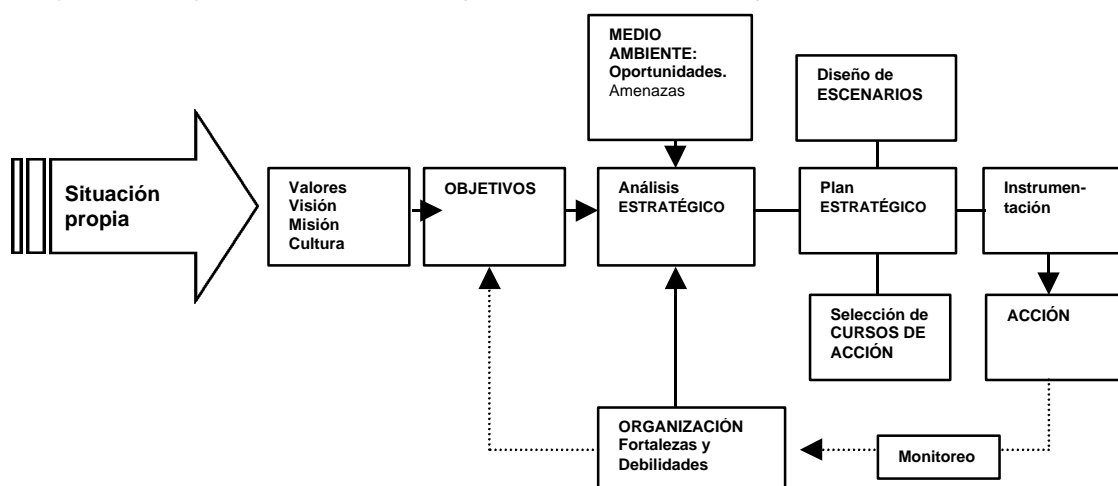 MEDIO
AMBIENTE:
Oportunidades.
Amenazas
Diseño de
ESCENARIOS
Situación
propia
Valores
Visión
Misión
Cultura
OBJETIVOS
Análisis
ESTRATÉGICO
Plan
ESTRATÉGICO
Instrumen-
tación
Selección de
CURSOS DE
ACCIÓN
ACCIÓN
ORGANIZACIÓN
Fortalezas y
Debilidades
Monitoreo